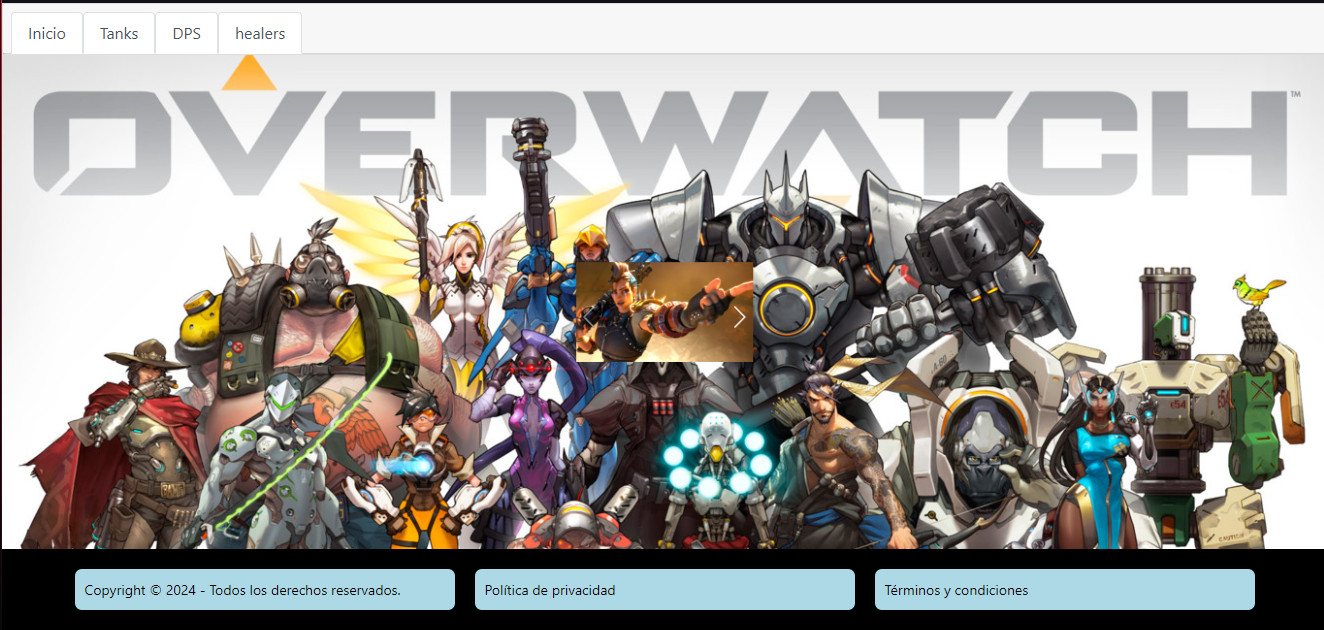 Inicio Tanks DPS healers
OVERWATCH™
Copyright © 2024 - Todos los derechos reservados. Política de privacidad Términos y condiciones